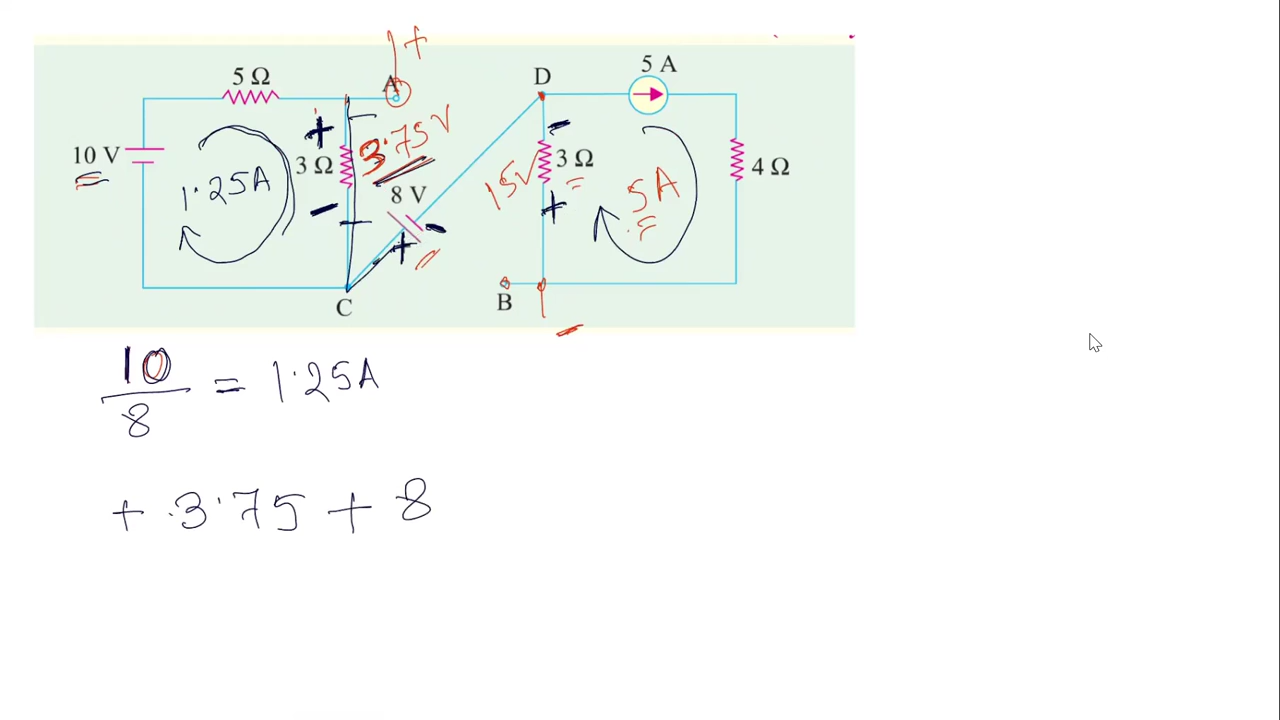 +
5 Ω
A
D
5 A
10 V
1.25A
+
3 Ω
-
3.75V
8 V
+
-
15V
-
3 Ω
+
5A
4 Ω
C
B
-
10/8 = 1.25A
+ 3.75 + 8